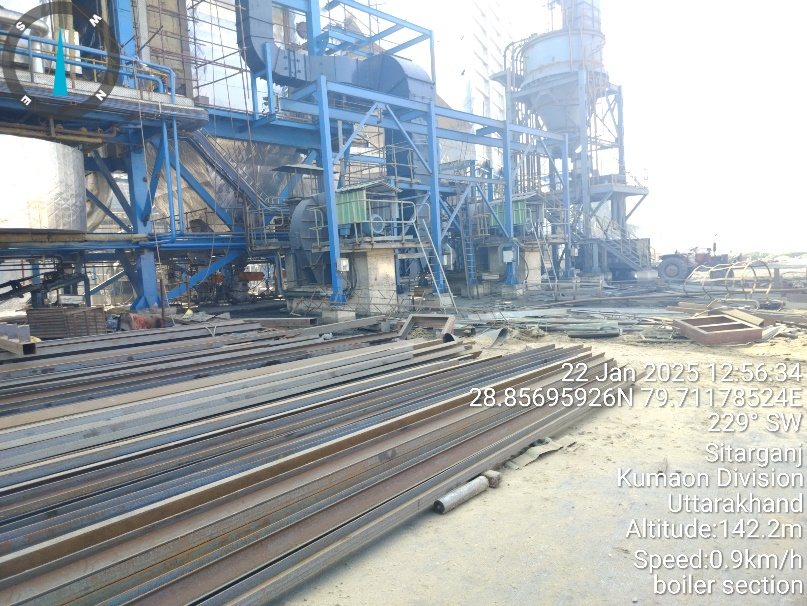 S
W
E
N
22 Jan 2025 12:56:34
28.85695926N 79.71178524E
229° SW
Sitarganj
Kumaon Division
Uttarakhand
Altitude:142.2m
Speed:0.9km/h
boiler section